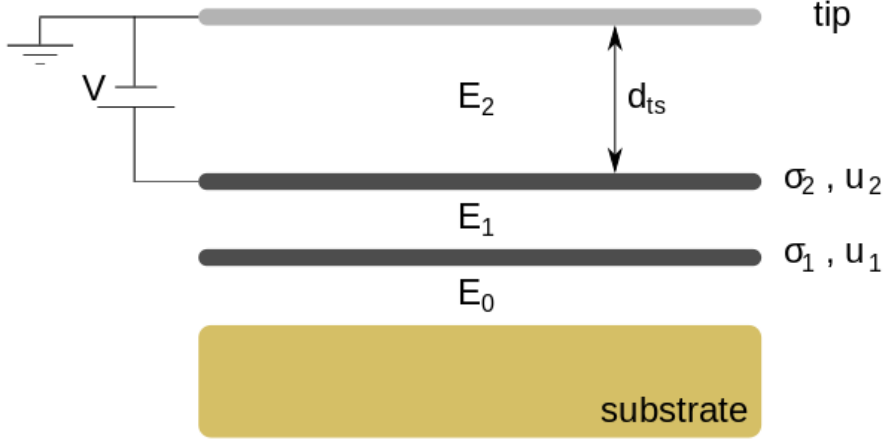 tip
V
E₂
dₜₛ
σ₂ , u₂
E₁
σ₁ , u₁
E₀
substrate